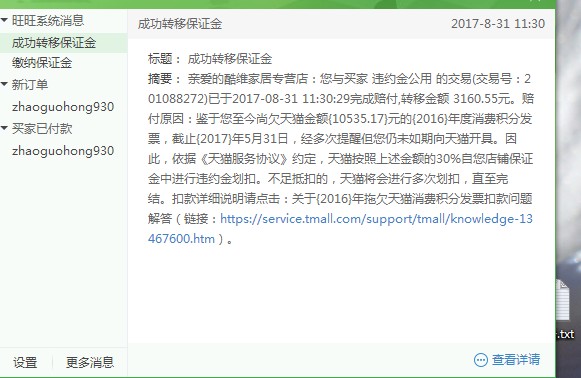 旺旺系统消息
成功转移保证金
缴纳保证金
新订单
zhaoguohong930
买家已付款
zhaoguohong930
设置
更多消息
成功转移保证金 2017-8-31 11:30
标题： 成功转移保证金
摘要： 亲爱的酷维家居专营店：您与买家 违约金公用 的交易(交易号：2
01088272)已于2017-08-31 11:30:29完成赔付,转移金额 3160.55元。赔
付原因：鉴于您至今尚欠天猫金额{10535.17}元的{2016}年度消费积分发
票，截止{2017}年5月31日，经多次提醒但您仍未如期向天猫开具。因
此，依据《天猫服务协议》约定，天猫按照上述金额的30%自您店铺保证
金中进行违约金划扣。不足抵扣的，天猫将会进行多次划扣，直至完
结。扣款详细说明请点击：关于{2016}年拖欠天猫消费积分发票扣款问题
解答（链接：https://service.tmall.com/support/tmall/knowledge-13
467600.htm）。
查看详请
.txt